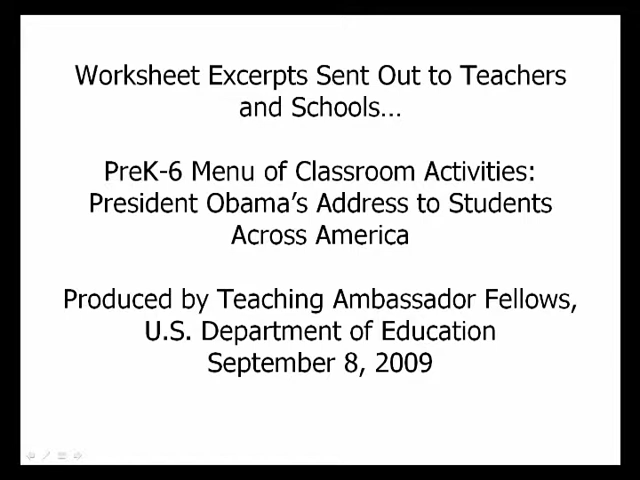 Worksheet Excerpts Sent Out to Teachers
and Schools…
PreK-6 Menu of Classroom Activities:
President Obama's Address to Students
Across America
Produced by Teaching Ambassador Fellows,
U.S. Department of Education
September 8, 2009